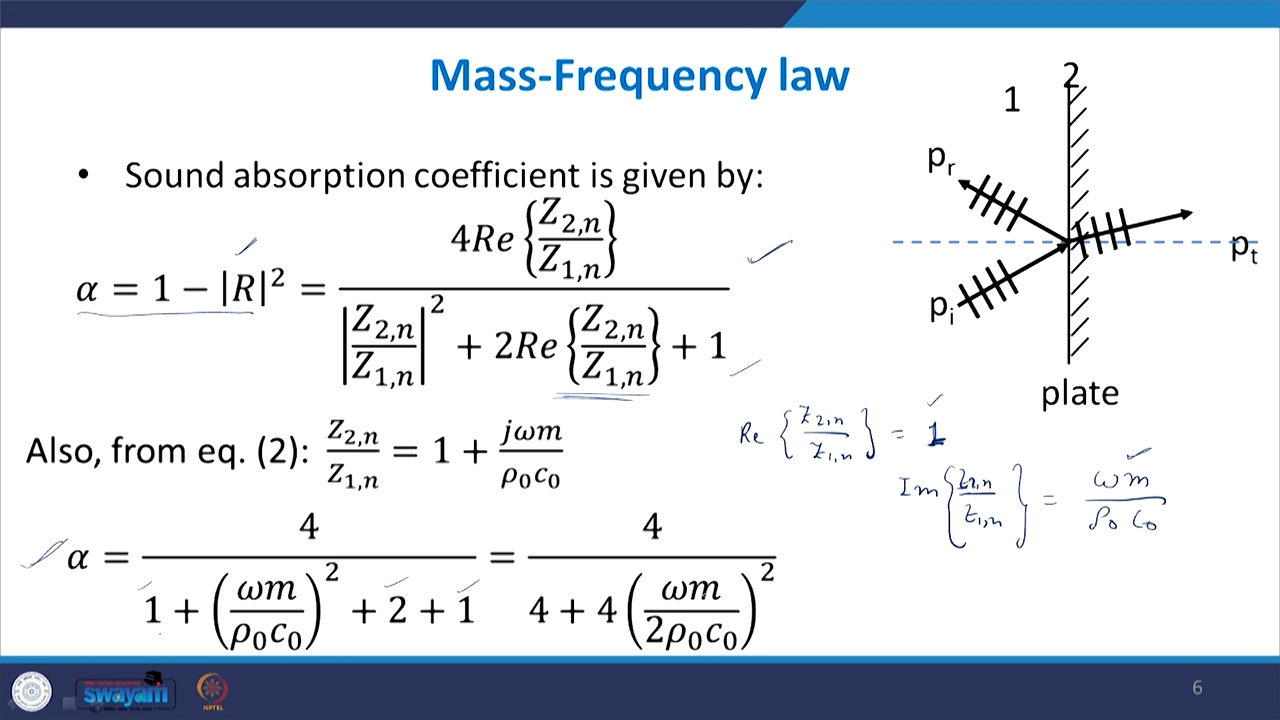 Mass-Frequency law
1
2
• Sound absorption coefficient is given by:
α = 1 − |R|² = 4Re{Z₂,ₙ/Z₁,ₙ} / (|Z₂,ₙ/Z₁,ₙ|² + 2Re{Z₂,ₙ/Z₁,ₙ} + 1)
pᵣ
pₜ
pᵢ
plate
Also, from eq. (2): Z₂,ₙ/Z₁,ₙ = 1 + jωm/ρ₀c₀
Re {Z₂,ₙ/Z₁,ₙ} = 1
Im {Z₂,ₙ/Z₁,ₙ} = ωm/ρ₀c₀
α = 4 / (1 + (ωm/ρ₀c₀)² + 2 + 1) = 4 / (4 + 4(ωm/2ρ₀c₀)²)
swayam
NPTEL
6